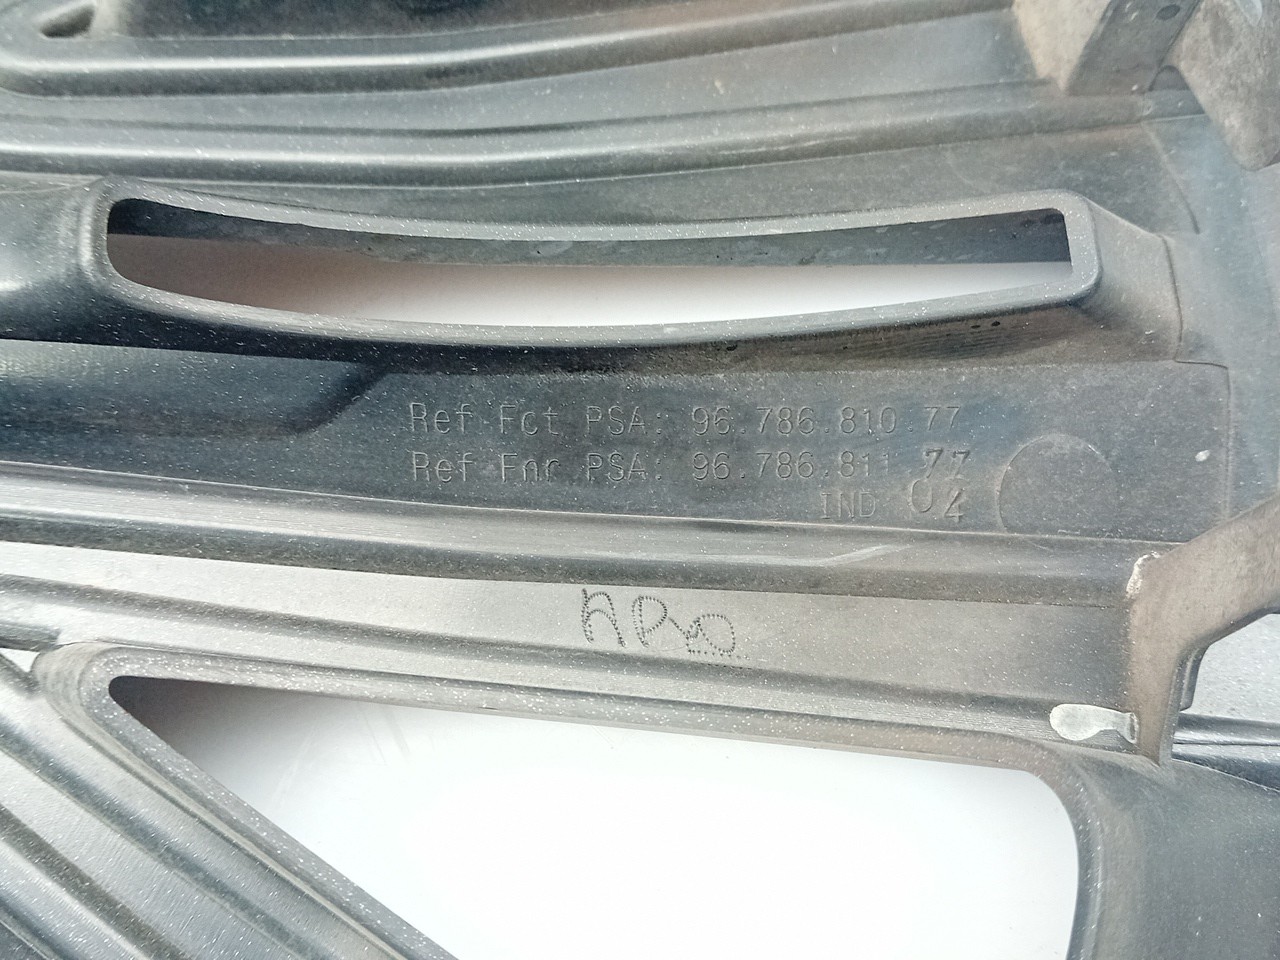 Ref Fct PSA: 96.786.810.77
Ref Fnr PSA: 96.786.811 77
IND 04